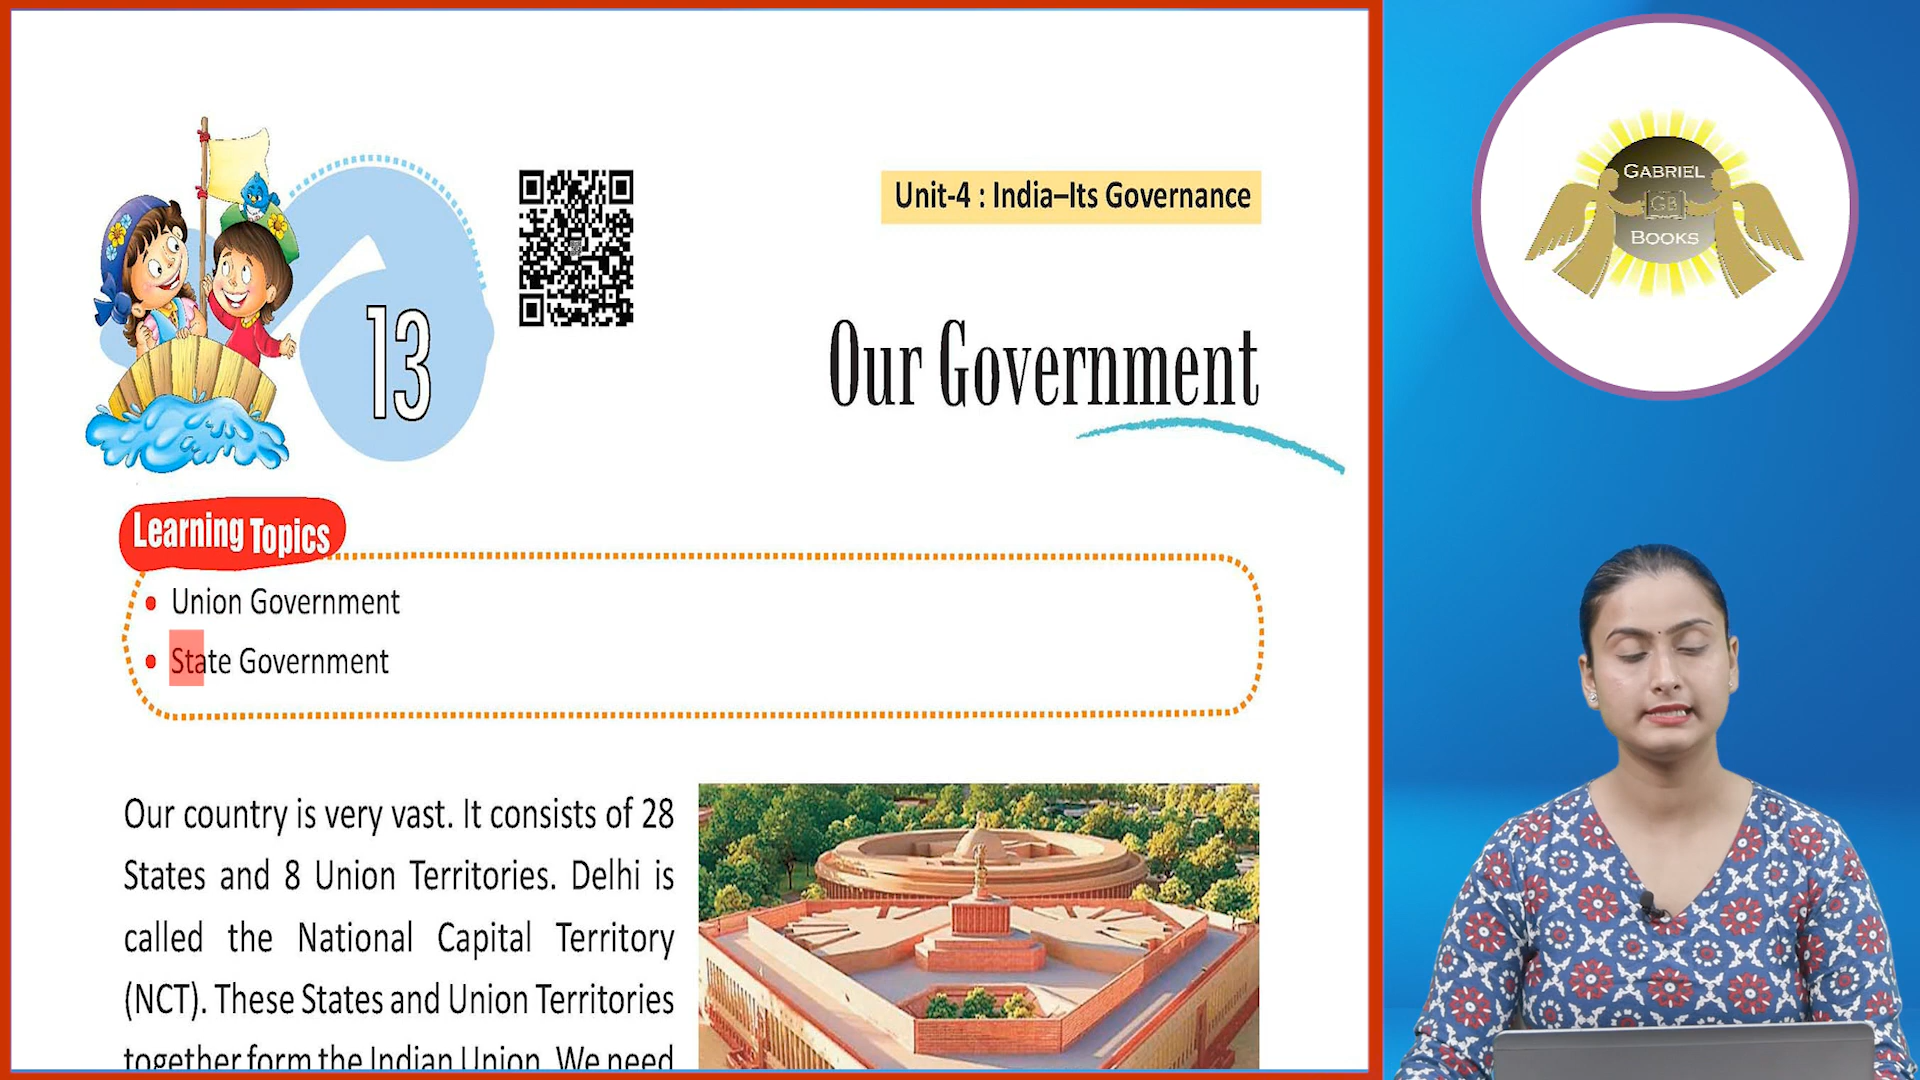 13
Unit-4 : India–Its Governance
Our Government
Learning Topics
• Union Government
• State Government
Our country is very vast. It consists of 28
States and 8 Union Territories. Delhi is
called the National Capital Territory
(NCT). These States and Union Territories
together form the Indian Union. We need
GABRIEL
GB
BOOKS